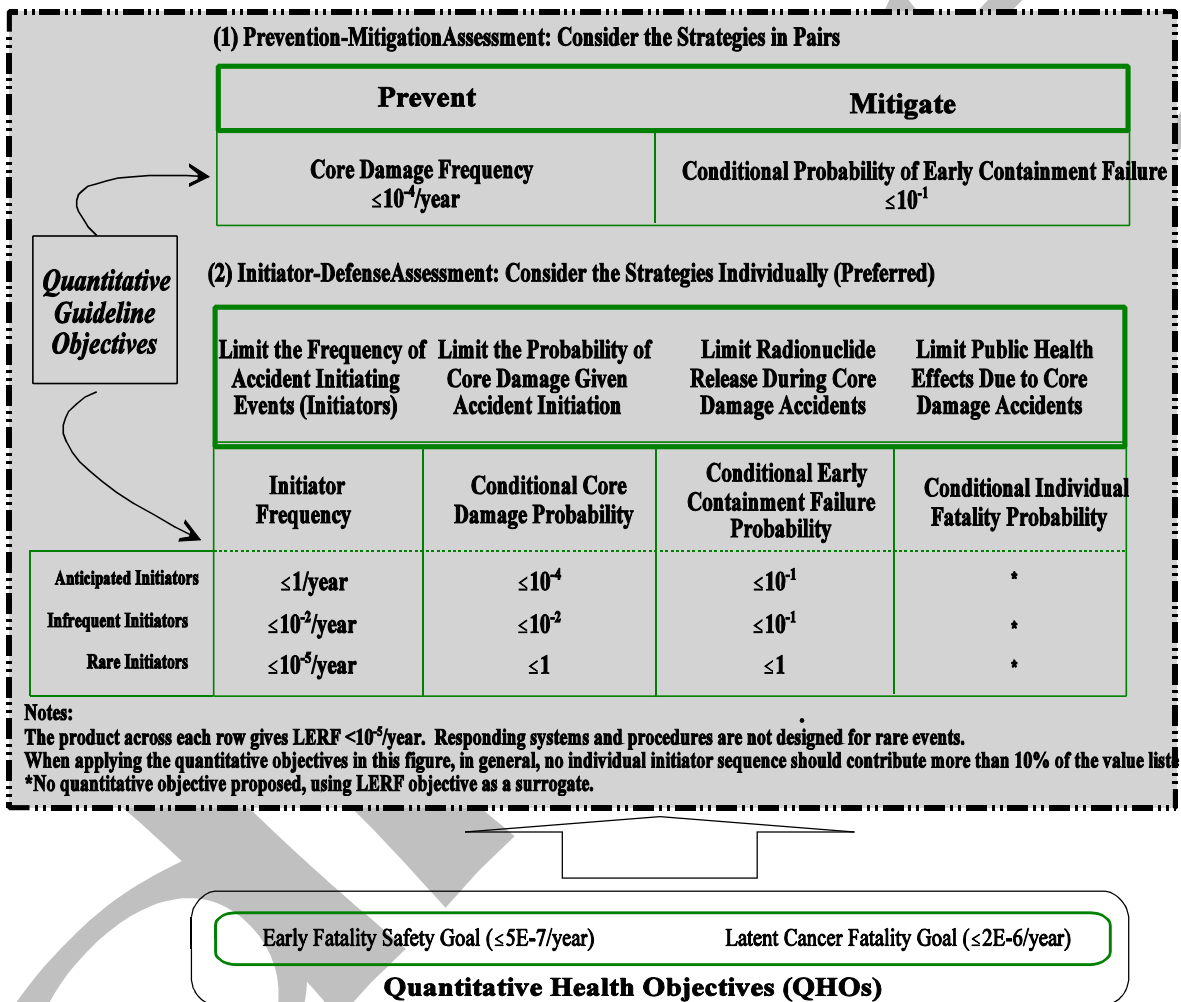 (1) Prevention-MitigationAssessment: Consider the Strategies in Pairs
Prevent
Mitigate
Core Damage Frequency
≤10⁻⁴/year
Conditional Probability of Early Containment Failure
≤10⁻¹
Quantitative
Guideline
Objectives
(2) Initiator-DefenseAssessment: Consider the Strategies Individually (Preferred)
Limit the Frequency of
Accident Initiating
Events (Initiators)
Limit the Probability of
Core Damage Given
Accident Initiation
Limit Radionuclide
Release During Core
Damage Accidents
Limit Public Health
Effects Due to Core
Damage Accidents
Initiator
Frequency
Conditional Core
Damage Probability
Conditional Early
Containment Failure
Probability
Conditional Individual
Fatality Probability
Anticipated Initiators ≤1/year ≤10⁻⁴ ≤10⁻¹ *
Infrequent Initiators ≤10⁻²/year ≤10⁻² ≤10⁻¹ *
Rare Initiators ≤10⁻⁵/year ≤1 ≤1 *
Notes:
The product across each row gives LERF <10⁻⁵/year. Responding systems and procedures are not designed for rare events.
When applying the quantitative objectives in this figure, in general, no individual initiator sequence should contribute more than 10% of the value
*No quantitative objective proposed, using LERF objective as a surrogate.
Early Fatality Safety Goal (≤5E-7/year) Latent Cancer Fatality Goal (≤2E-6/year)
Quantitative Health Objectives (QHOs)